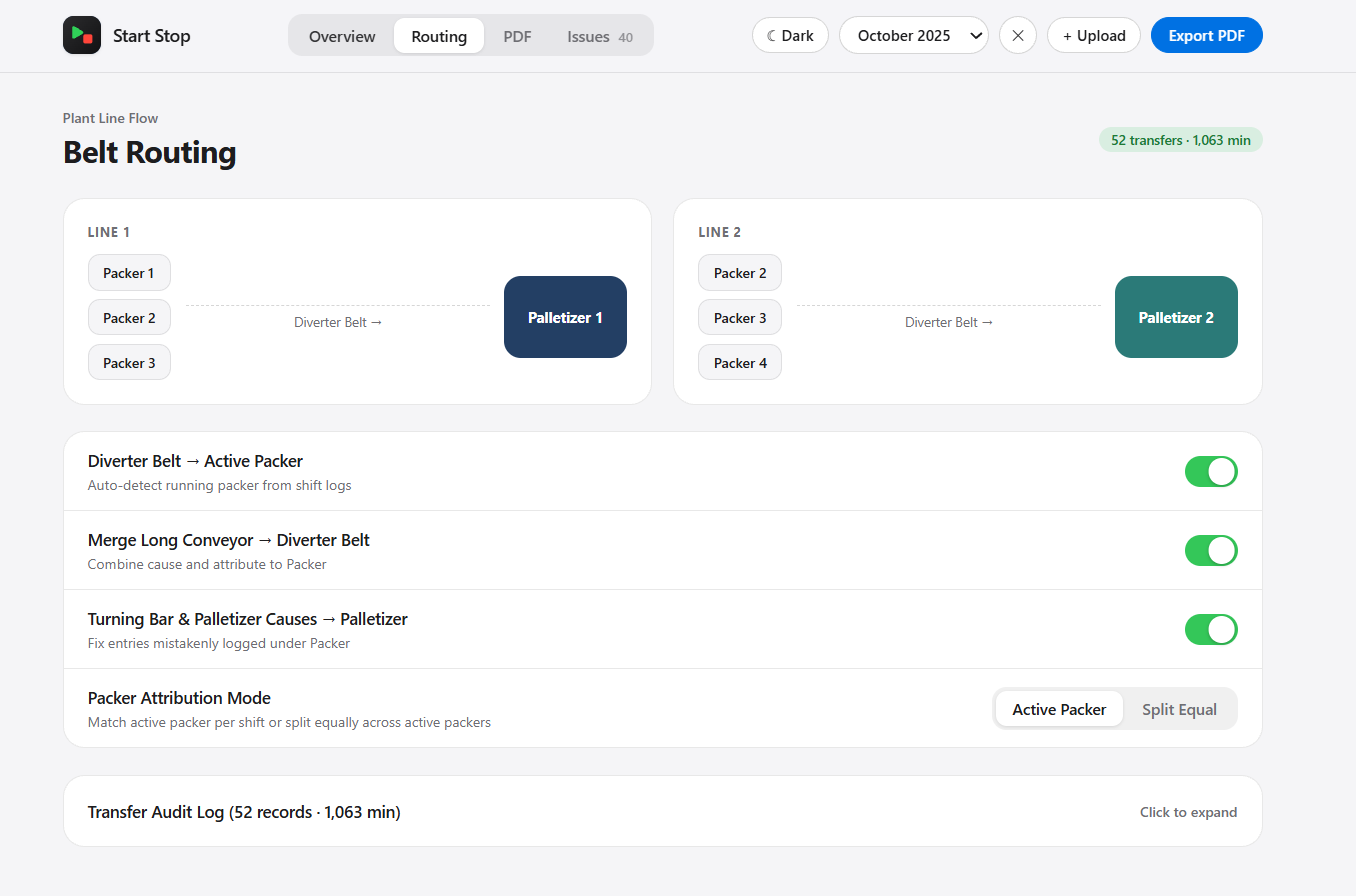 Start Stop
Overview
Routing
PDF
Issues 40
☾ Dark
October 2025
+ Upload
Export PDF
Plant Line Flow
Belt Routing
52 transfers · 1,063 min
LINE 1
Packer 1
Packer 2
Packer 3
Diverter Belt →
Palletizer 1
LINE 2
Packer 2
Packer 3
Packer 4
Diverter Belt →
Palletizer 2
Diverter Belt → Active Packer
Auto-detect running packer from shift logs
Merge Long Conveyor → Diverter Belt
Combine cause and attribute to Packer
Turning Bar & Palletizer Causes → Palletizer
Fix entries mistakenly logged under Packer
Packer Attribution Mode
Match active packer per shift or split equally across active packers
Active Packer
Split Equal
Transfer Audit Log (52 records · 1,063 min)
Click to expand